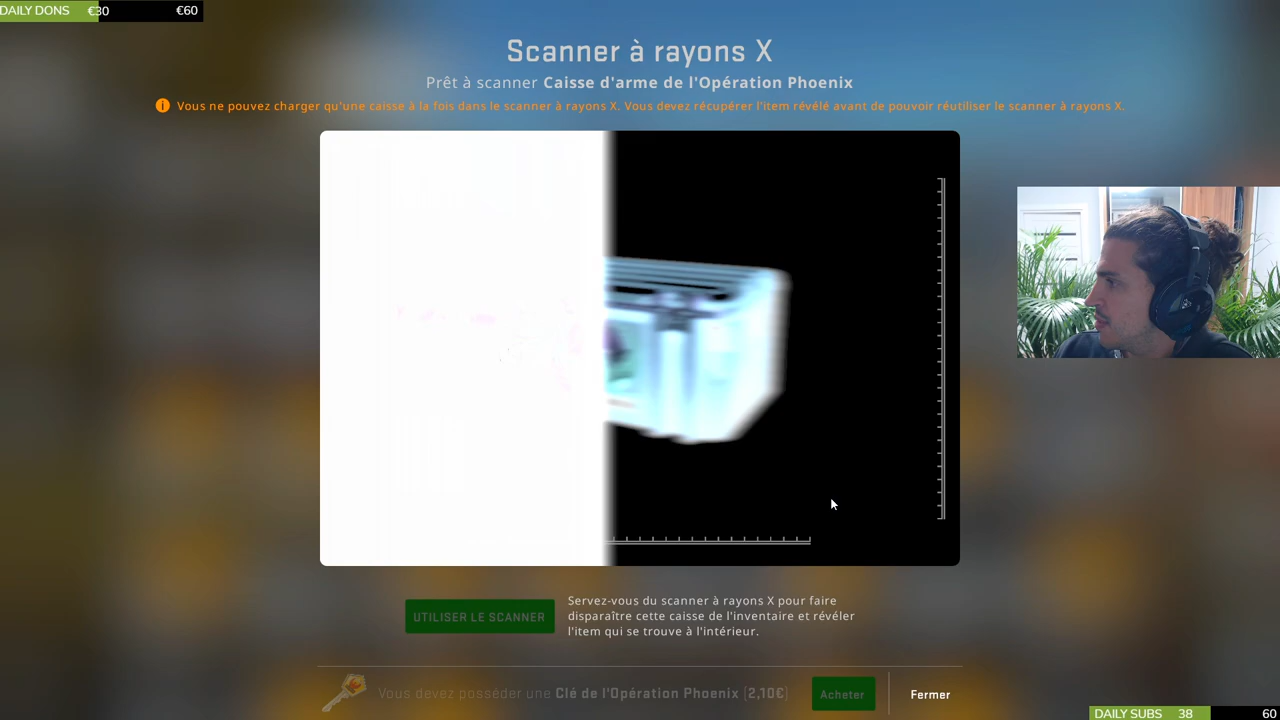 DAILY DONS €30 €60
Scanner à rayons X
Prêt à scanner Caisse d'arme de l'Opération Phoenix
Vous ne pouvez charger qu'une caisse à la fois dans le scanner à rayons X. Vous devez récupérer l'item révélé avant de pouvoir réutiliser le scanner à rayons X.
UTILISER LE SCANNER
Servez-vous du scanner à rayons X pour faire
disparaître cette caisse de l'inventaire et révéler
l'item qui se trouve à l'intérieur.
Vous devez posséder une Clé de l'Opération Phoenix (2,10€)
Acheter
Fermer
DAILY SUBS 38 60